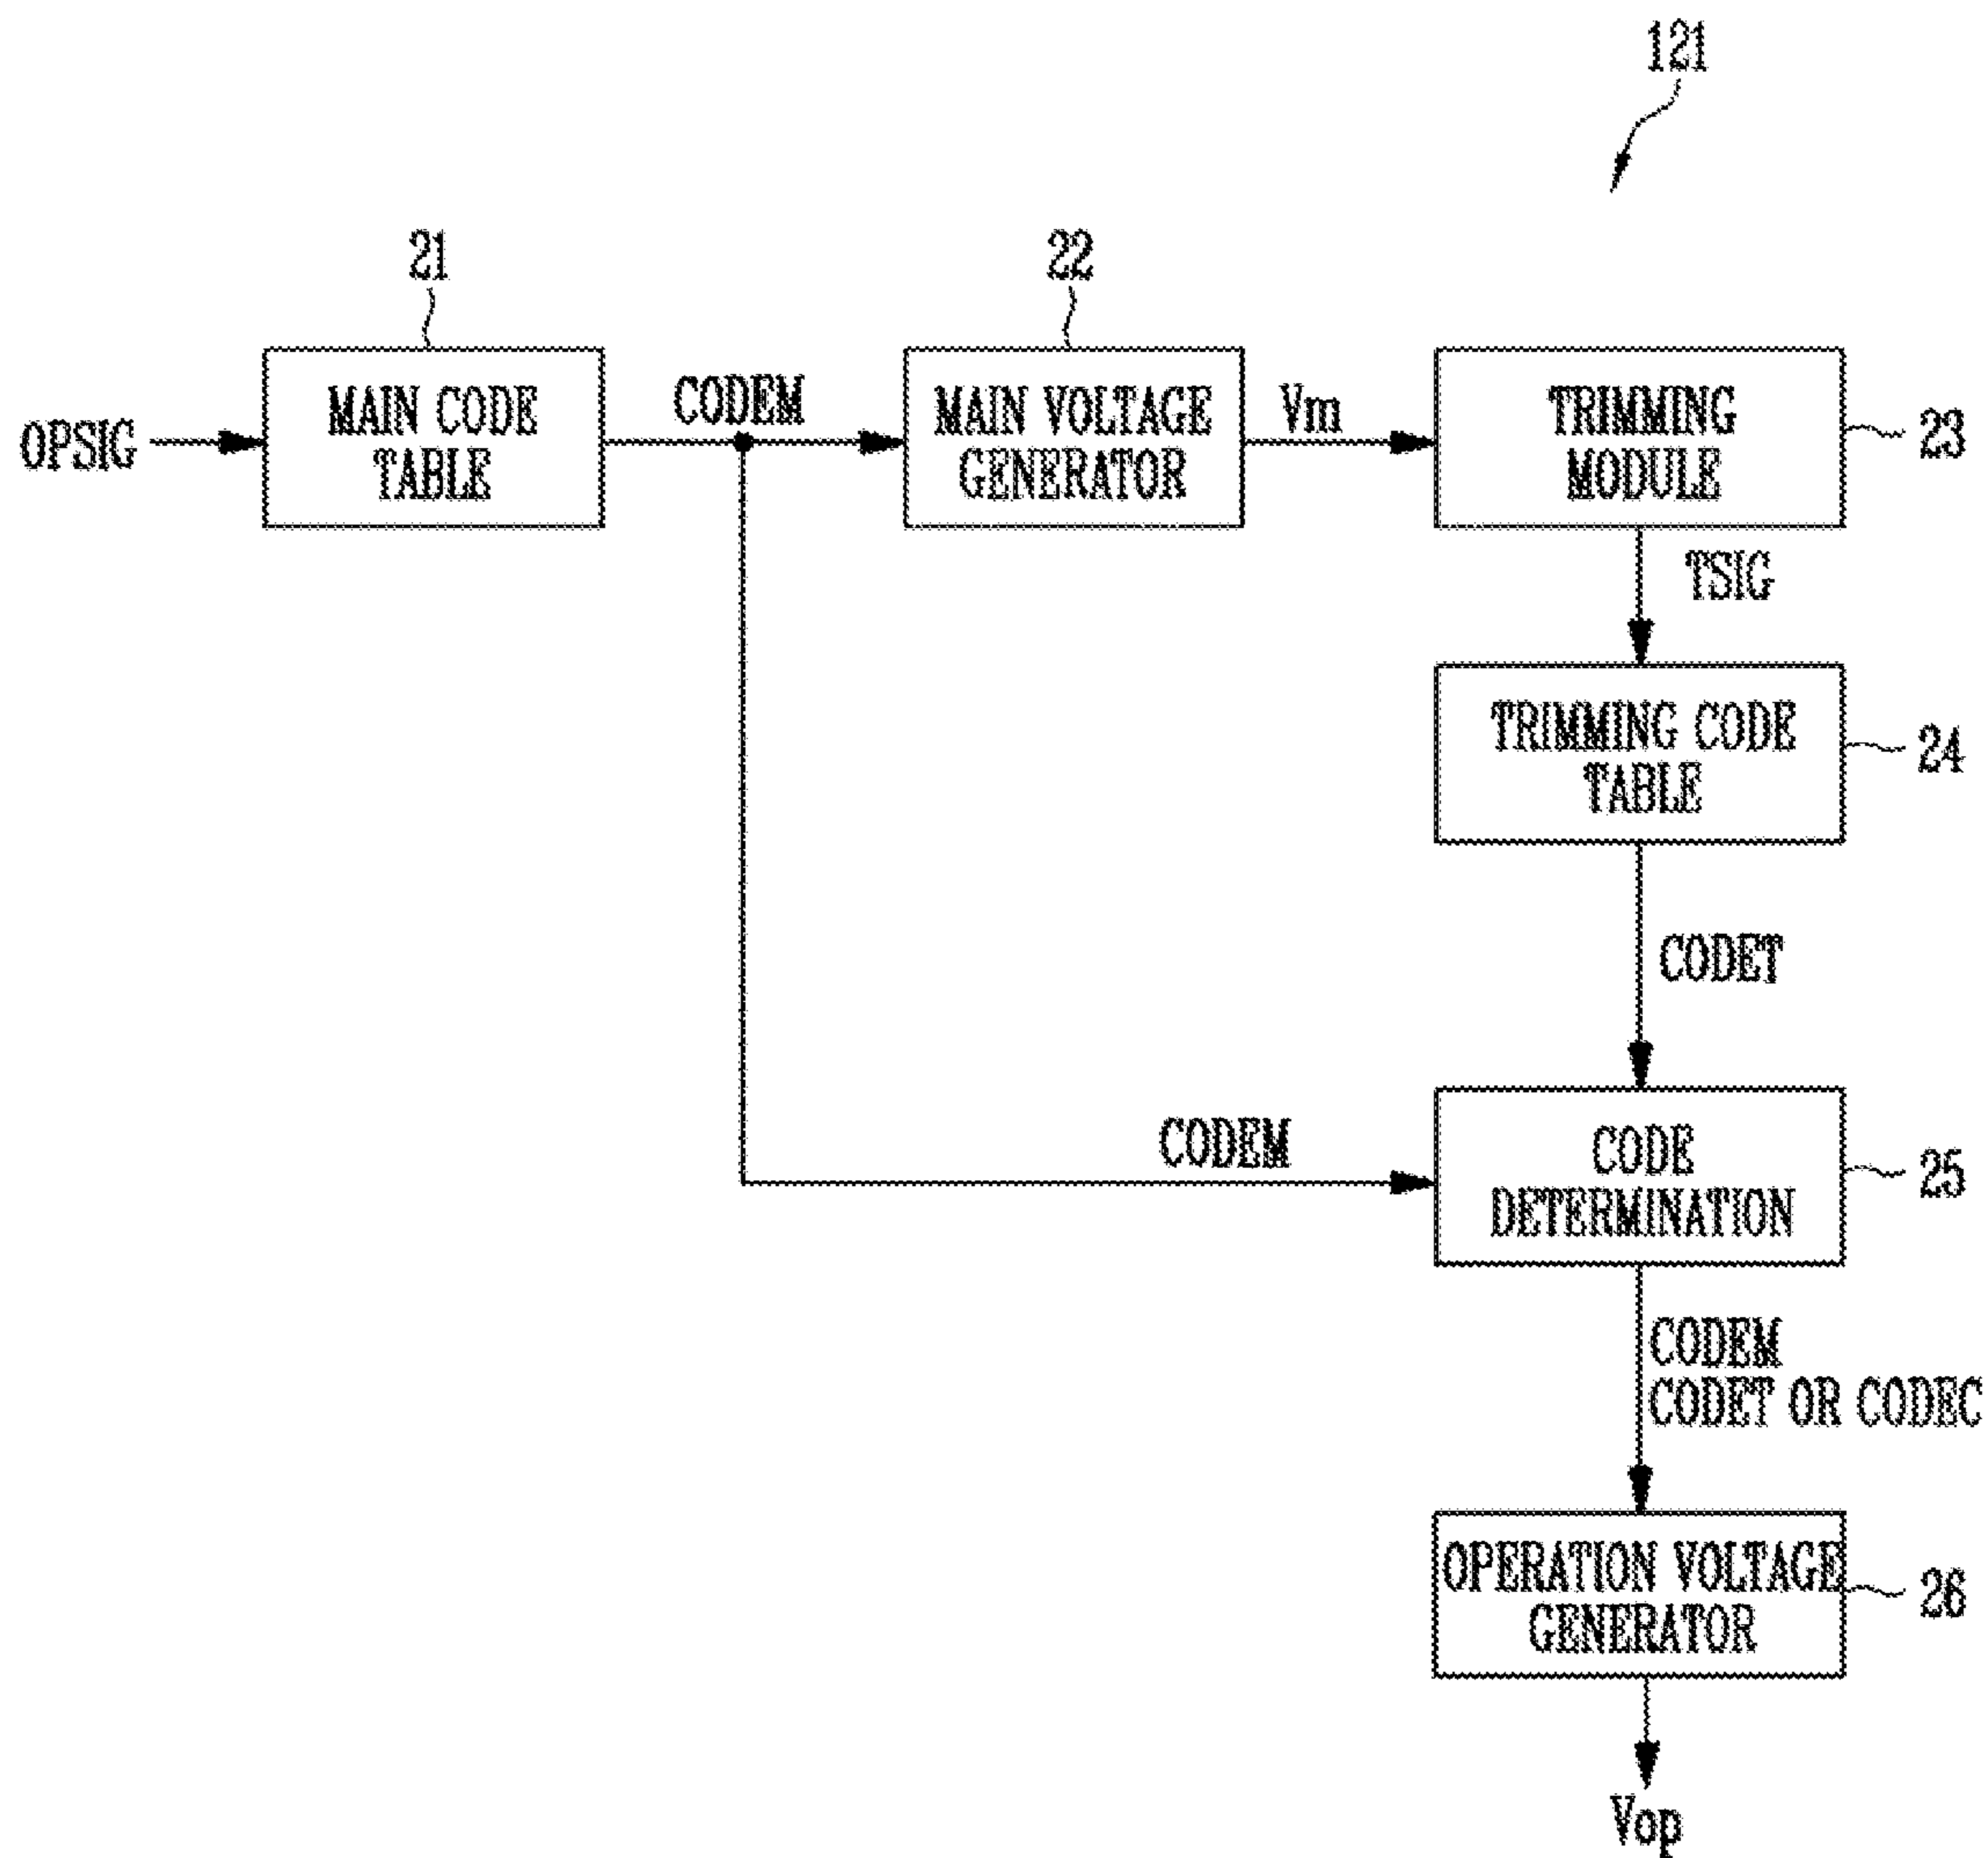 121
21
22
OPSIG
MAIN CODE
TABLE
CODEM
MAIN VOLTAGE
GENERATOR
Vm
TRIMMING
MODULE
23
TSIG
TRIMMING CODE
TABLE
24
CODET
CODEM
CODE
DETERMINATION
25
CODEM
CODET OR CODEC
OPERATION VOLTAGE
GENERATOR
26
Vop